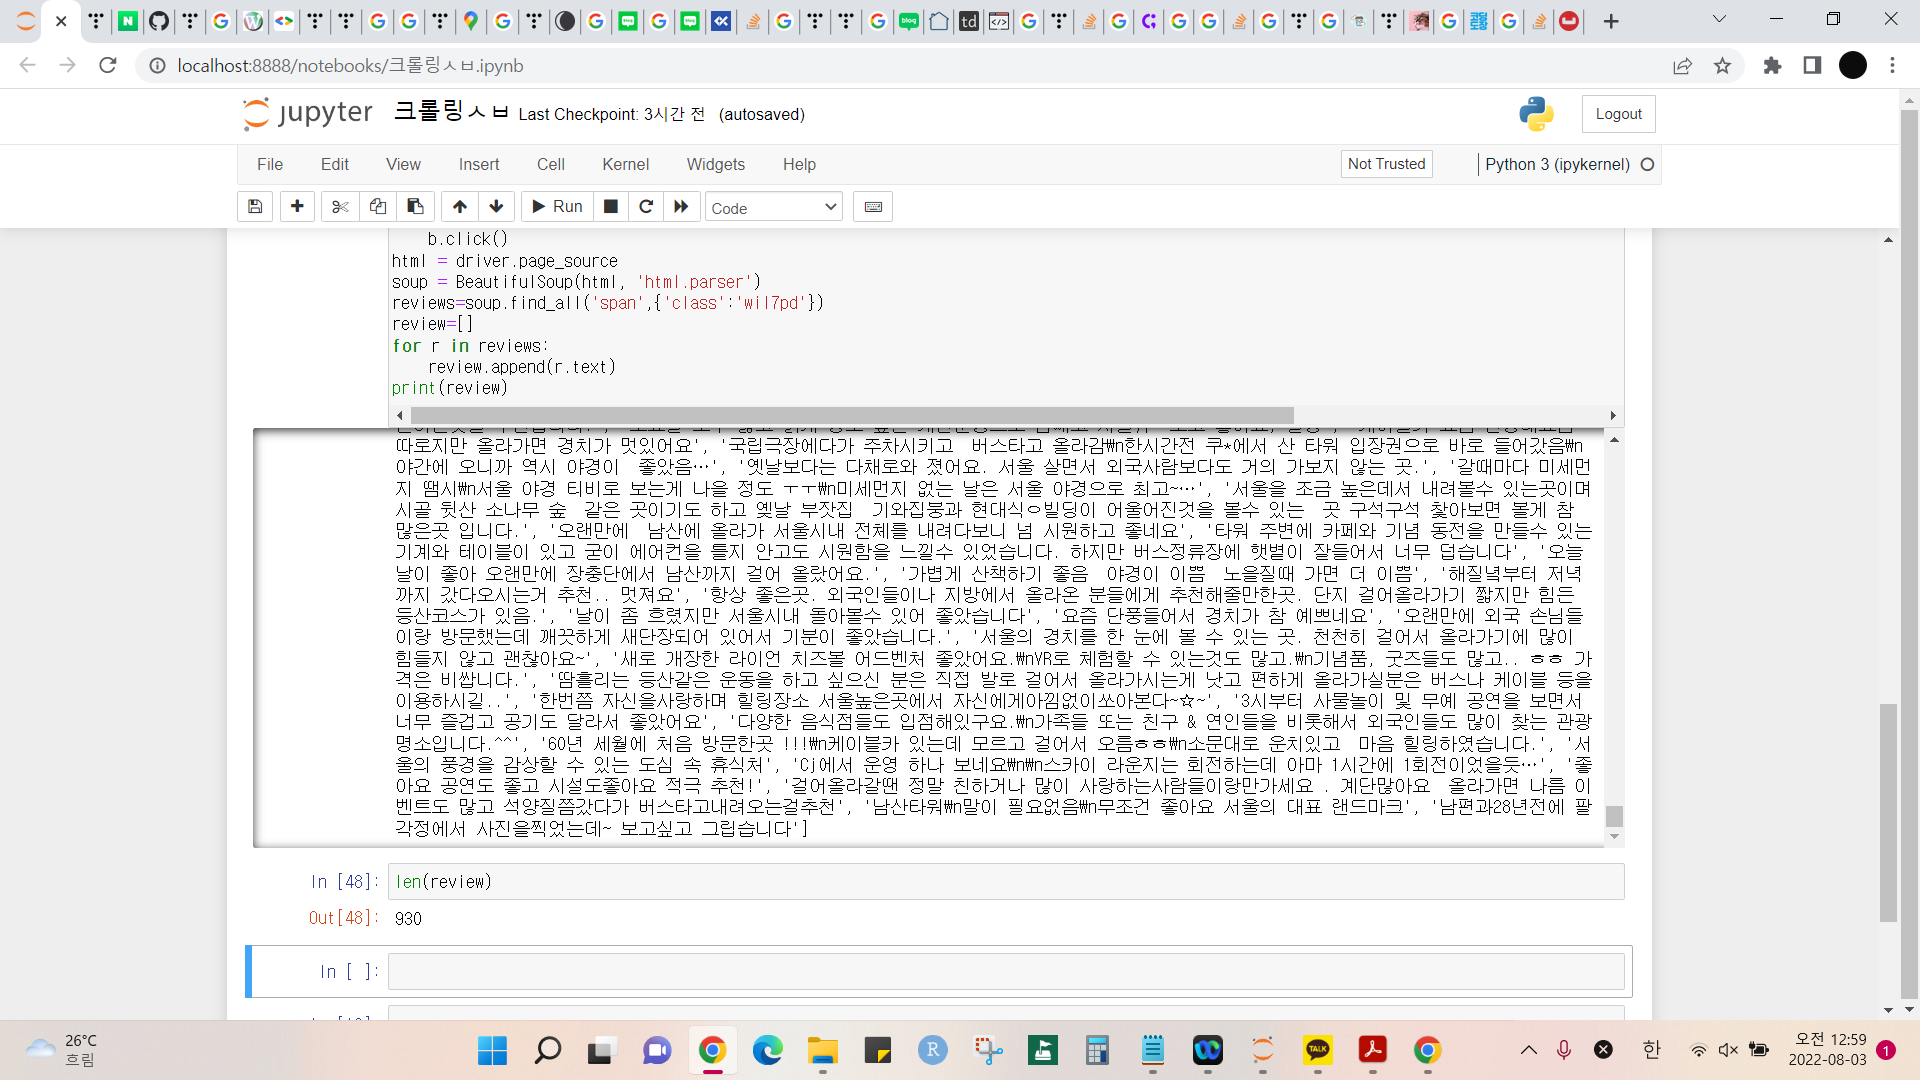 localhost:8888/notebooks/크롤링ㅅㅂ.ipynb
jupyter 크롤링ㅅㅂ Last Checkpoint: 3시간 전 (autosaved)
Logout
File Edit View Insert Cell Kernel Widgets Help
Not Trusted
Python 3 (ipykernel)
Run
Code
b.click()
html = driver.page_source
soup = BeautifulSoup(html, 'html.parser')
reviews=soup.find_all('span',{'class':'wiI7pd'})
review=[]
for r in reviews:
review.append(r.text)
print(review)
따로지만 올라가면 경치가 멋있어요', '국립극장에다가 주차시키고  버스타고 올라감₩n한시간전 쿠*에서 산 타워 입장권으로 바로 들어갔음₩n
야간에 오니까 역시 야경이  좋았음…', '옛날보다는 다채로와 졌어요. 서울 살면서 외국사람보다도 거의 가보지 않는 곳.', '갈때마다 미세먼
지 땜시₩n서울 야경 티비로 보는게 나을 정도 ㅜㅜ₩n미세먼지 없는 날은 서울 야경으로 최고~…', '서울을 조금 높은데서 내려볼수 있는곳이며
시골 뒷산 소나무 숲  같은 곳이기도 하고 옛날 부잣집  기와집붕과 현대식ㅇ빌딩이 어울어진것을 볼수 있는  곳 구석구석 찿아보면 볼게 참
많은곳 입니다.', '오랜만에  남산에 올라가 서울시내 전체를 내려다보니 넘 시원하고 좋네요', '타워 주변에 카페와 기념 동전을 만들수 있는
기계와 테이블이 있고 굳이 에어컨을 틀지 안고도 시원함을 느낄수 있었습니다. 하지만 버스정류장에 햇볕이 잘들어서 너무 덥습니다', '오늘
날이 좋아 오랜만에 장충단에서 남산까지 걸어 올랐어요.', '가볍게 산책하기 좋음  야경이 이쁨  노을질때 가면 더 이쁨', '해질녘부터 저녁
까지 갔다오시는거 추천.. 멋져요', '항상 좋은곳. 외국인들이나 지방에서 올라온 분들에게 추천해줄만한곳. 단지 걸어올라가기 짧지만 힘든
등산코스가 있음.', '날이 좀 흐렸지만 서울시내 돌아볼수 있어 좋았습니다', '요즘 단풍들어서 경치가 참 예쁘네요', '오랜만에 외국 손님들
이랑 방문했는데 깨끗하게 새단장되어 있어서 기분이 좋았습니다.', '서울의 경치를 한 눈에 볼 수 있는 곳. 천천히 걸어서 올라가기에 많이
힘들지 않고 괜찮아요~', '새로 개장한 라이언 치즈볼 어드벤처 좋았어요.₩nVR로 체험할 수 있는것도 많고.₩n기념품, 굿즈들도 많고.. ㅎㅎ 가
격은 비쌉니다.', '땀흘리는 등산같은 운동을 하고 싶으신 분은 직접 발로 걸어서 올라가시는게 낫고 편하게 올라가실분은 버스나 케이블 등을
이용하시길..', '한번쯤 자신을사랑하며 힐링장소 서울높은곳에서 자신에게아낌없이쏘아본다~☆~', '3시부터 사물놀이 및 무예 공연을 보면서
너무 즐겁고 공기도 달라서 좋았어요', '다양한 음식점들도 입점해있구요.₩n가족들 또는 친구 & 연인들을 비롯해서 외국인들도 많이 찾는 관광
명소입니다.^^', '60년 세월에 처음 방문한곳 !!!₩n케이블카 있는데 모르고 걸어서 오름ㅎㅎ₩n소문대로 운치있고  마음 힐링하였습니다.', '서
울의 풍경을 감상할 수 있는 도심 속 휴식처', 'Cj에서 운영 하나 보네요₩n₩n스카이 라운지는 회전하는데 아마 1시간에 1회전이었을듯…', '좋
아요 공연도 좋고 시설도좋아요 적극 추천!', '걸어올라갈땐 정말 친하거나 많이 사랑하는사람들이랑만가세요 . 계단많아요  올라가면 나름 이
벤트도 많고 석양질쯤갔다가 버스타고내려오는걸추천', '남산타워₩n말이 필요없음₩n무조건 좋아요 서울의 대표 랜드마크', '남편과28년전에 팔
각정에서 사진을찍었는데~ 보고싶고 그립습니다']
In [48]: len(review)
Out[48]: 930
In [ ]:
26°C
흐림
한
오전 12:59
2022-08-03
1